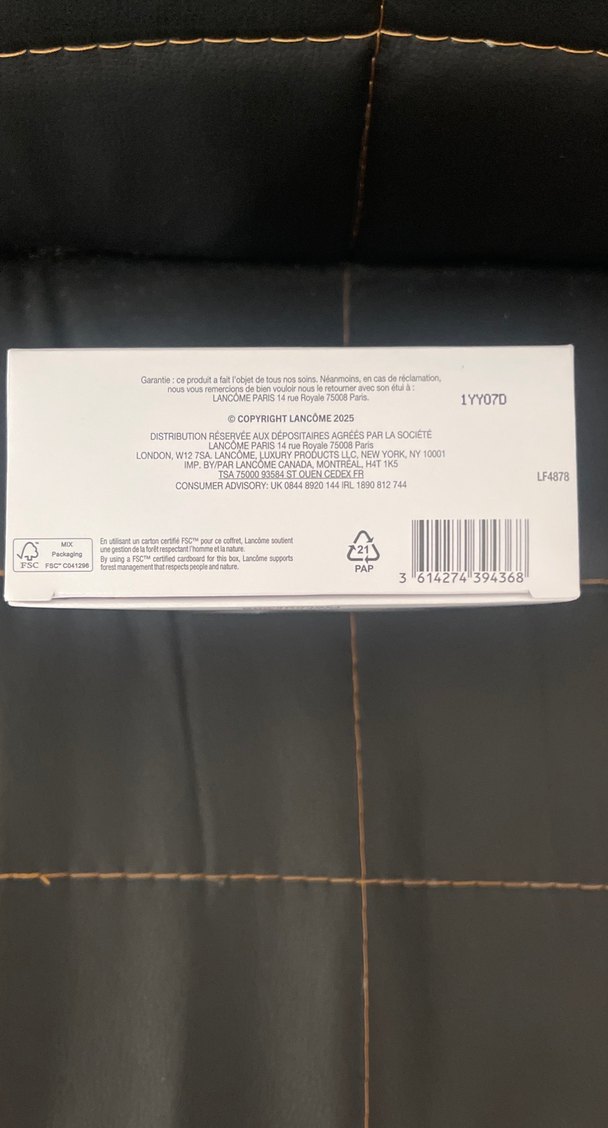 Garantie : ce produit a fait l'objet de tous nos soins. Néanmoins, en cas de réclamation,
nous vous remercions de bien vouloir nous le retourner avec son étui à :
LANCÔME PARIS 14 rue Royale 75008 Paris.
1YY07D
© COPYRIGHT LANCÔME 2025
DISTRIBUTION RÉSERVÉE AUX DÉPOSITAIRES AGRÉÉS PAR LA SOCIÉTÉ
LANCÔME PARIS 14 rue Royale 75008 Paris
LONDON, W12 7SA. LANCÔME, LUXURY PRODUCTS LLC, NEW YORK, NY 10001
IMP. BY/PAR LANCÔME CANADA, MONTRÉAL, H4T 1K5
TSA 75000 93584 ST OUEN CEDEX FR
CONSUMER ADVISORY: UK 0844 8920 144 IRL 1890 812 744
LF4878
FSC
MIX
Packaging
FSC® C041296
En utilisant un carton certifié FSC™ pour ce coffret, Lancôme soutient
une gestion de la forêt respectant l'homme et la nature.
By using a FSC™ certified cardboard for this box, Lancôme supports
forest management that respects people and nature.
21
PAP
3 614274 394368